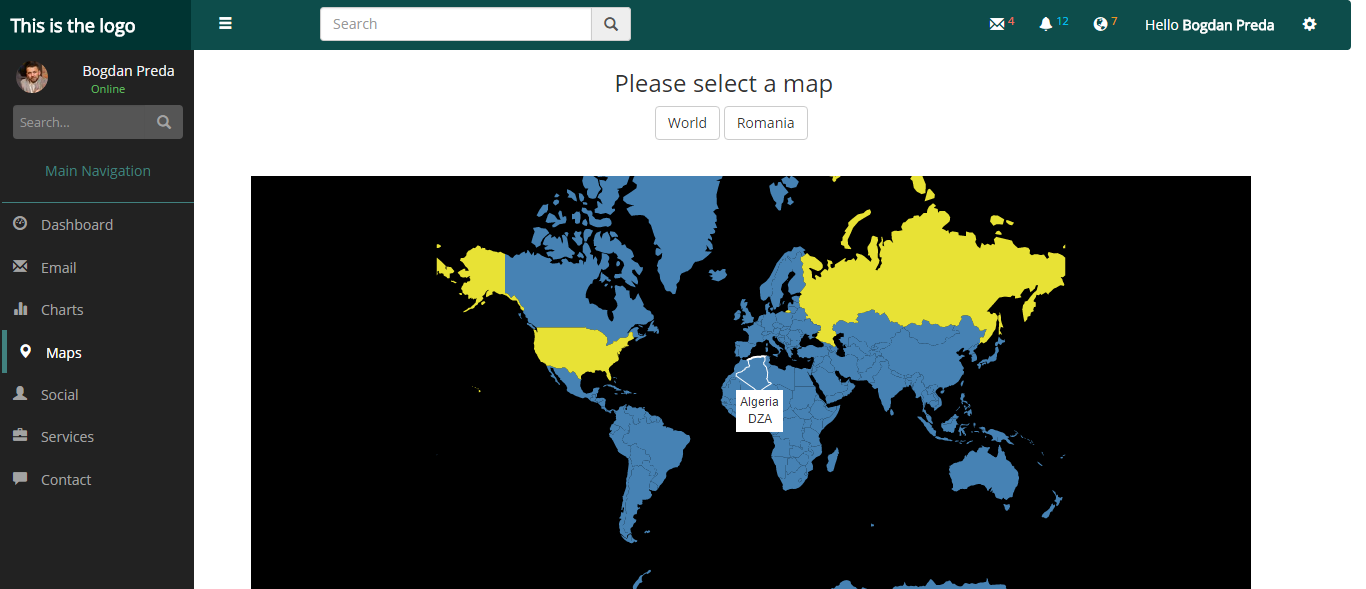 This is the logo
Search
4
12
7
Hello Bogdan Preda
Bogdan Preda
Online
Search...
Main Navigation
Dashboard
Email
Charts
Maps
Social
Services
Contact
Please select a map
World
Romania
Algeria
DZA